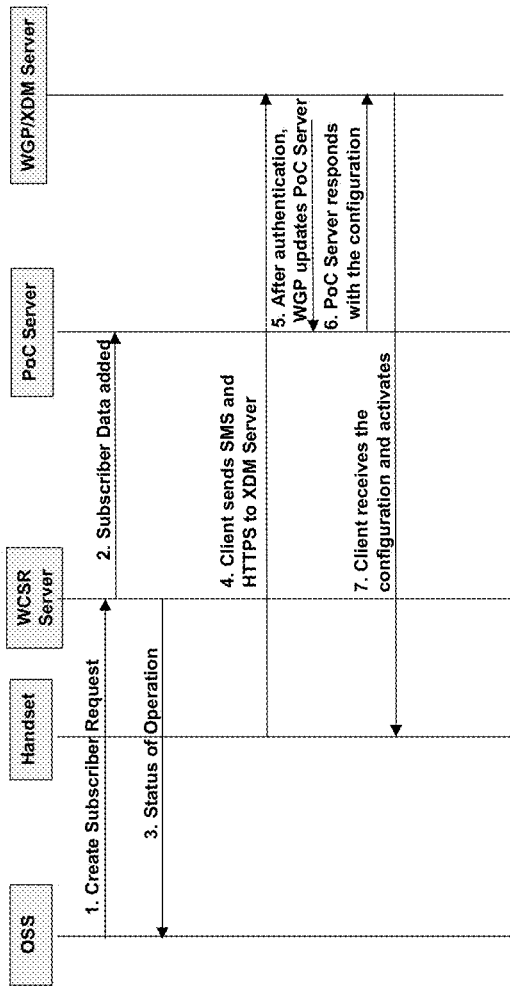 OSS
Handset
WCSR
Server
PoC Server
WGP/XDM Server
1. Create Subscriber Request
2. Subscriber Data added
3. Status of Operation
4. Client sends SMS and
HTTPS to XDM Server
5. After authentication,
WGP updates PoC Server
6. PoC Server responds
with the configuration
7. Client receives the
configuration and activates